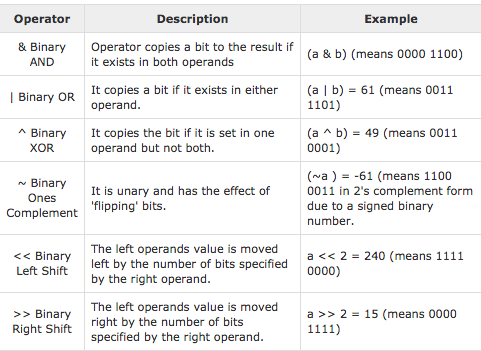 Operator Description Example
& Binary AND Operator copies a bit to the result if it exists in both operands (a & b) (means 0000 1100)
| Binary OR It copies a bit if it exists in either operand. (a | b) = 61 (means 0011 1101)
^ Binary XOR It copies the bit if it is set in one operand but not both. (a ^ b) = 49 (means 0011 0001)
~ Binary Ones Complement It is unary and has the effect of 'flipping' bits. (~a ) = -61 (means 1100 0011 in 2's complement form due to a signed binary number.
<< Binary Left Shift The left operands value is moved left by the number of bits specified by the right operand. a << 2 = 240 (means 1111 0000)
>> Binary Right Shift The left operands value is moved right by the number of bits specified by the right operand. a >> 2 = 15 (means 0000 1111)